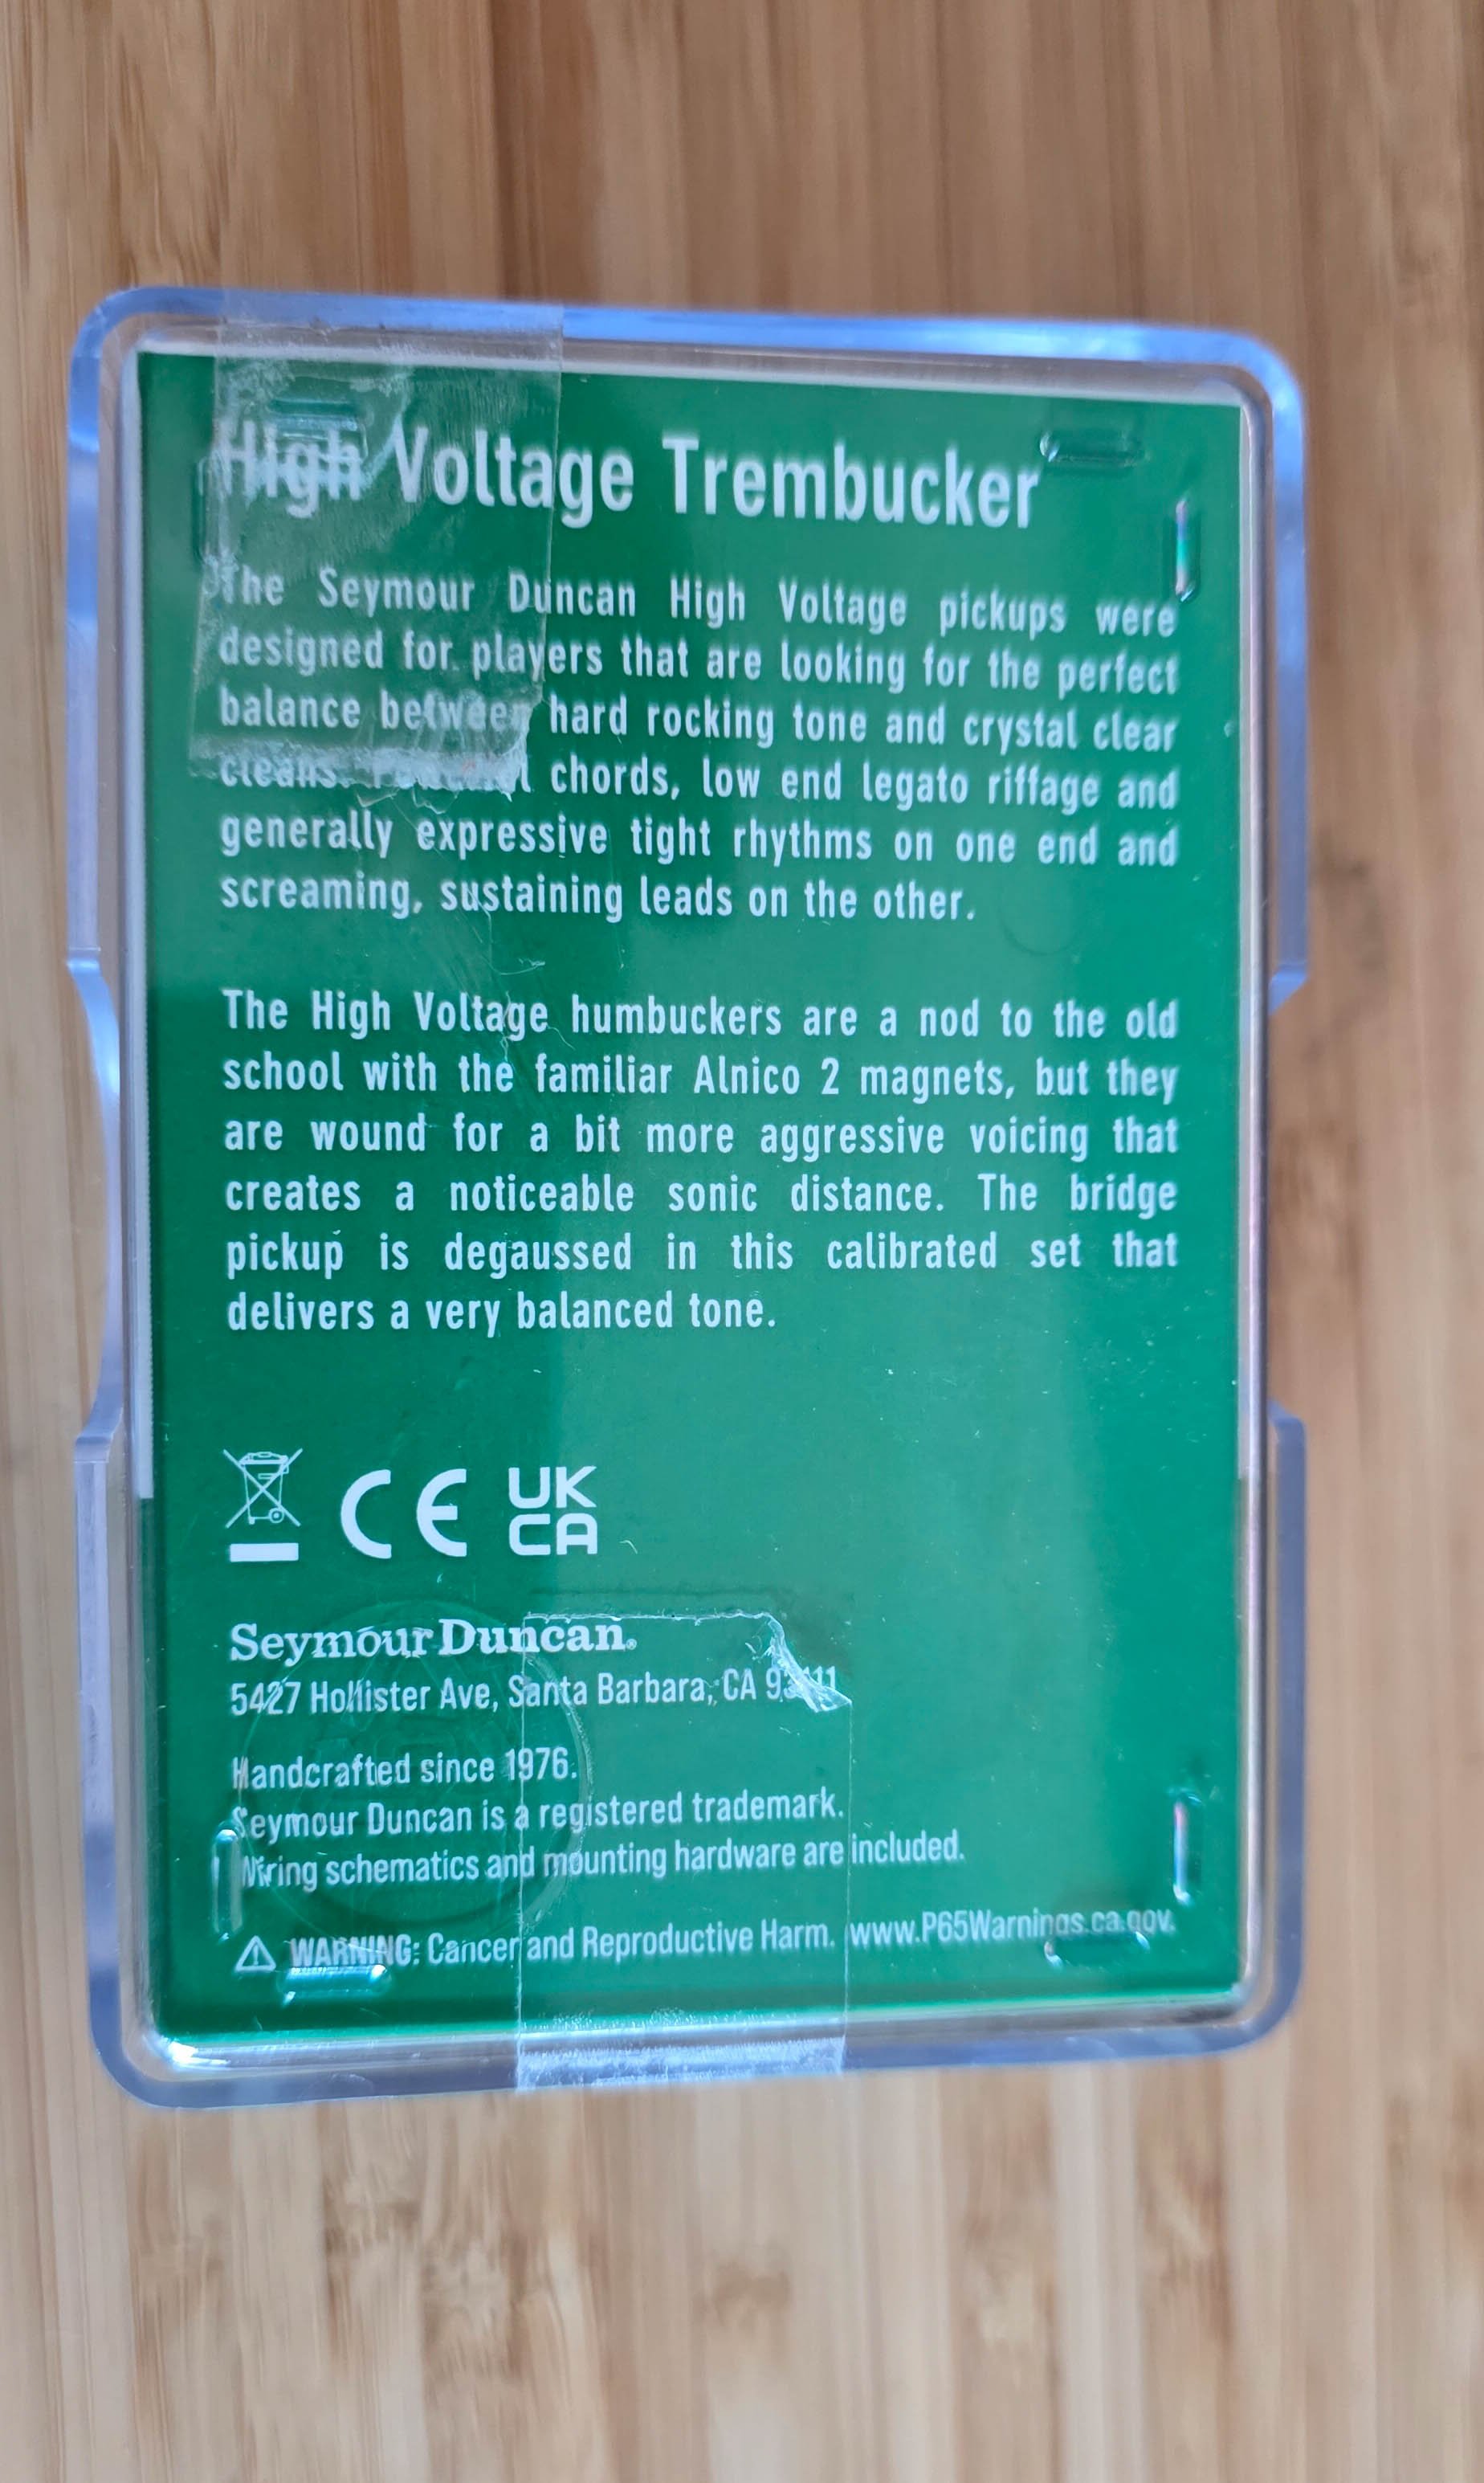 High Voltage Trembucker
The Seymour Duncan High Voltage pickups were
designed for players that are looking for the perfect
balance between hard rocking tone and crystal clear
cleans. chords, low end legato riffage and
generally expressive tight rhythms on one end and
screaming, sustaining leads on the other.
The High Voltage humbuckers are a nod to the old
school with the familiar Alnico 2 magnets, but they
are wound for a bit more aggressive voicing that
creates a noticeable sonic distance. The bridge
pickup is degaussed in this calibrated set that
delivers a very balanced tone.
CE UK
CA
Seymour Duncan®
5427 Hollister Ave, Santa Barbara, CA 93111
Handcrafted since 1976.
Seymour Duncan is a registered trademark.
Wiring schematics and mounting hardware are included.
WARNING: Cancer and Reproductive Harm. www.P65Warnings.ca.gov.